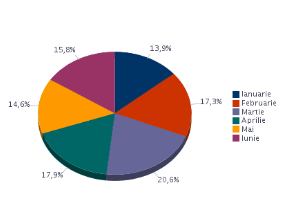 15,8%
13,9%
14,6%
17,3%
17,9%
20,6%
Ianuarie
Februarie
Martie
Aprilie
Mai
Iunie